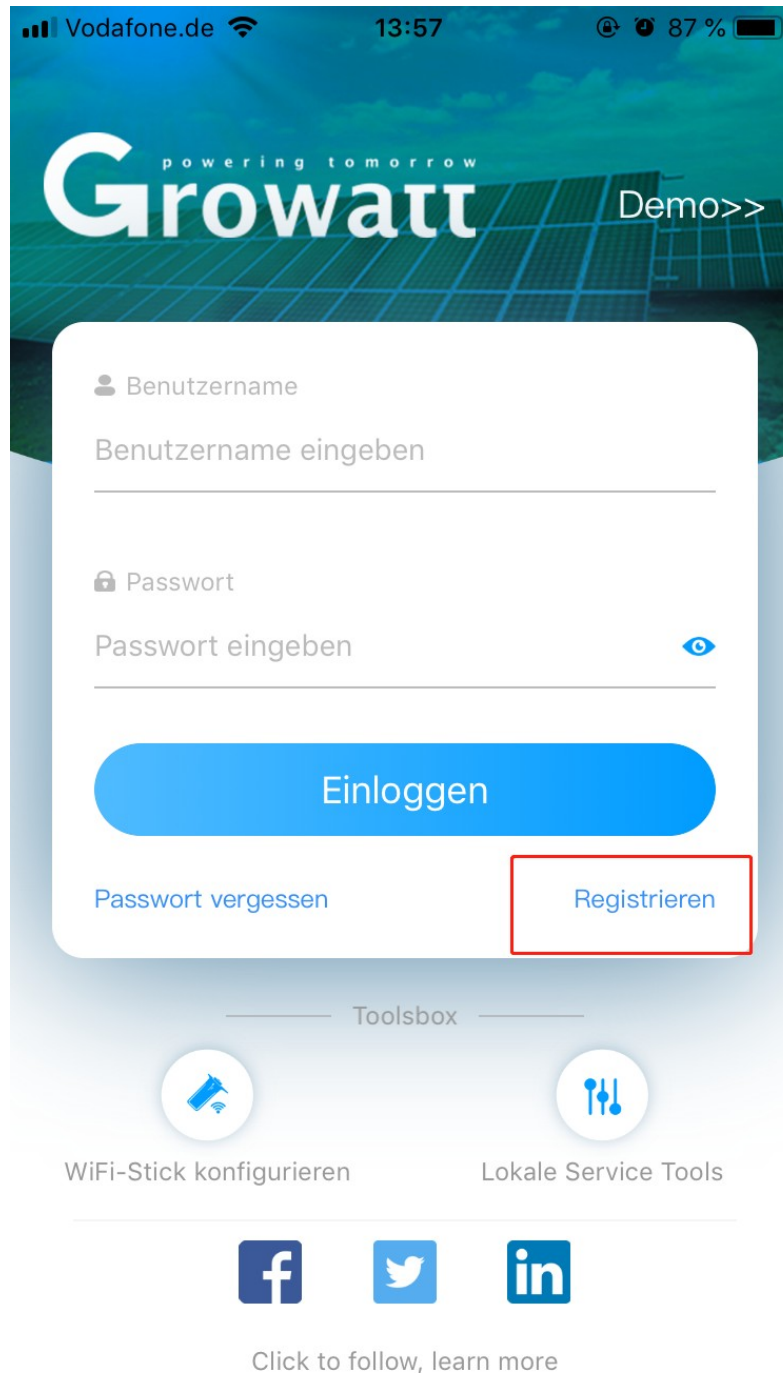 Vodafone.de 13:57 87 %
powering tomorrow
Growatt
Demo>>
Benutzername
Benutzername eingeben
Passwort
Passwort eingeben
Einloggen
Passwort vergessen Registrieren
Toolsbox
WiFi-Stick konfigurieren Lokale Service Tools
f in
Click to follow, learn more